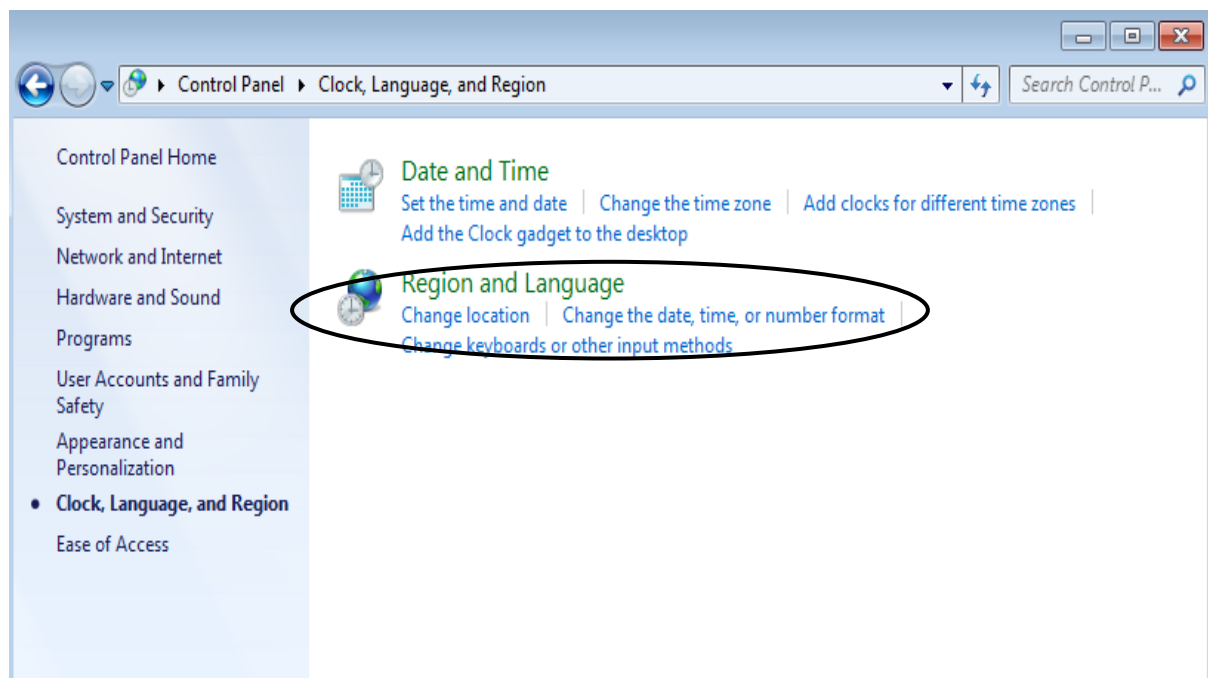 Control Panel Clock, Language, and Region Search Control P...
Control Panel Home
System and Security
Network and Internet
Hardware and Sound
Programs
User Accounts and Family
Safety
Appearance and
Personalization
Clock, Language, and Region
Ease of Access
Date and Time
Set the time and date Change the time zone Add clocks for different time zones
Add the Clock gadget to the desktop
Region and Language
Change location Change the date, time, or number format
Change keyboards or other input methods